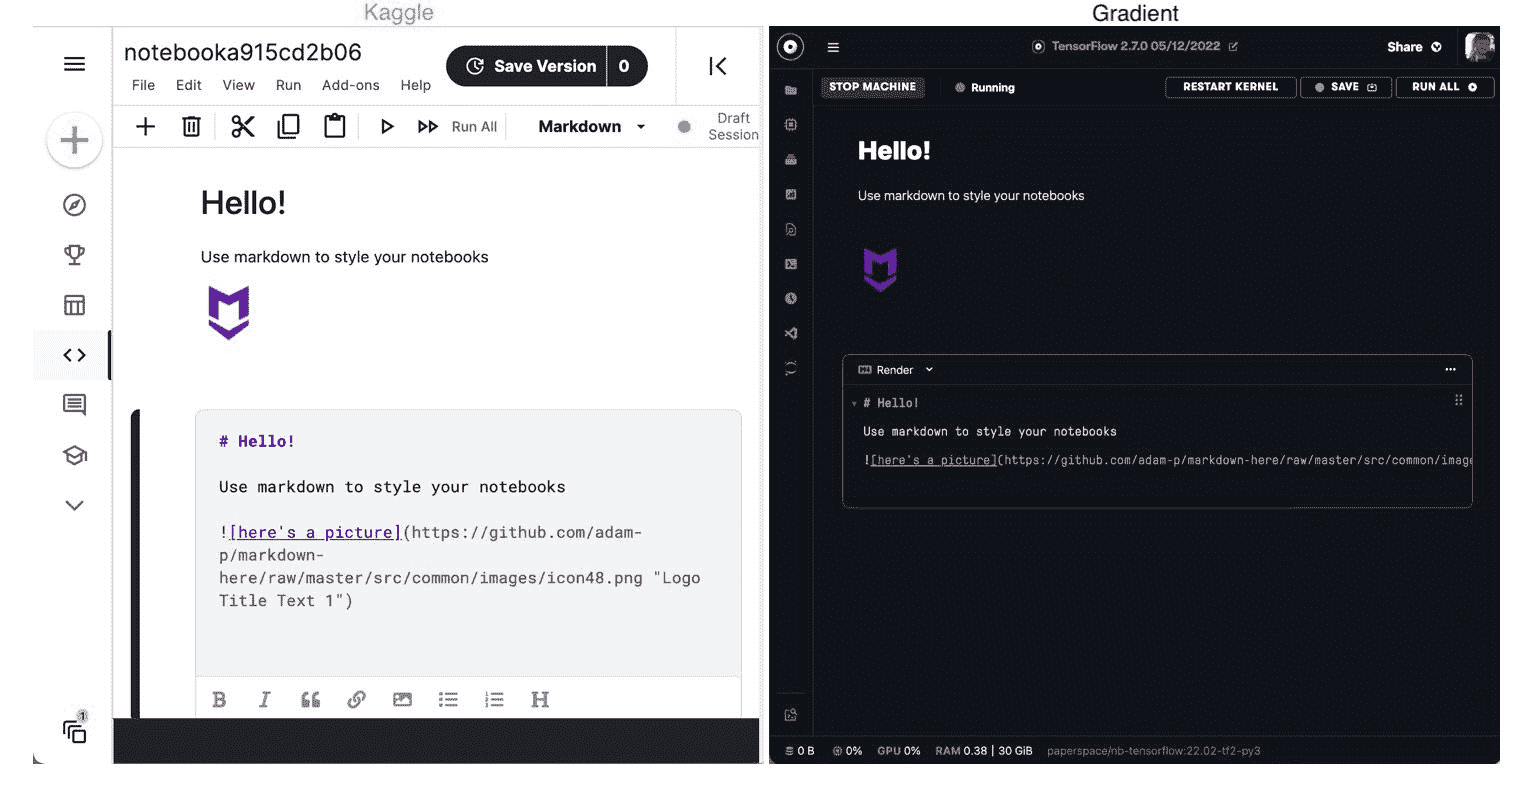 Kaggle
notebooka915cd2b06
Save Version 0
File Edit View Run Add-ons Help
Run All
Markdown
Draft
Session
Hello!
Use markdown to style your notebooks
# Hello!
Use markdown to style your notebooks
![here's a picture](https://github.com/adam-
p/markdown-
here/raw/master/src/common/images/icon48.png "Logo
Title Text 1")
B I H
1
Gradient
TensorFlow 2.7.0 05/12/2022
Share
STOP MACHINE
Running
RESTART KERNEL
SAVE
RUN ALL
Hello!
Use markdown to style your notebooks
Render
# Hello!
Use markdown to style your notebooks
![here's a picture](https://github.com/adam-p/markdown-here/raw/master/src/common/image
0 B 0% GPU 0% RAM 0.38 | 30 GiB paperspace/nb-tensorflow:22.02-tf2-py3